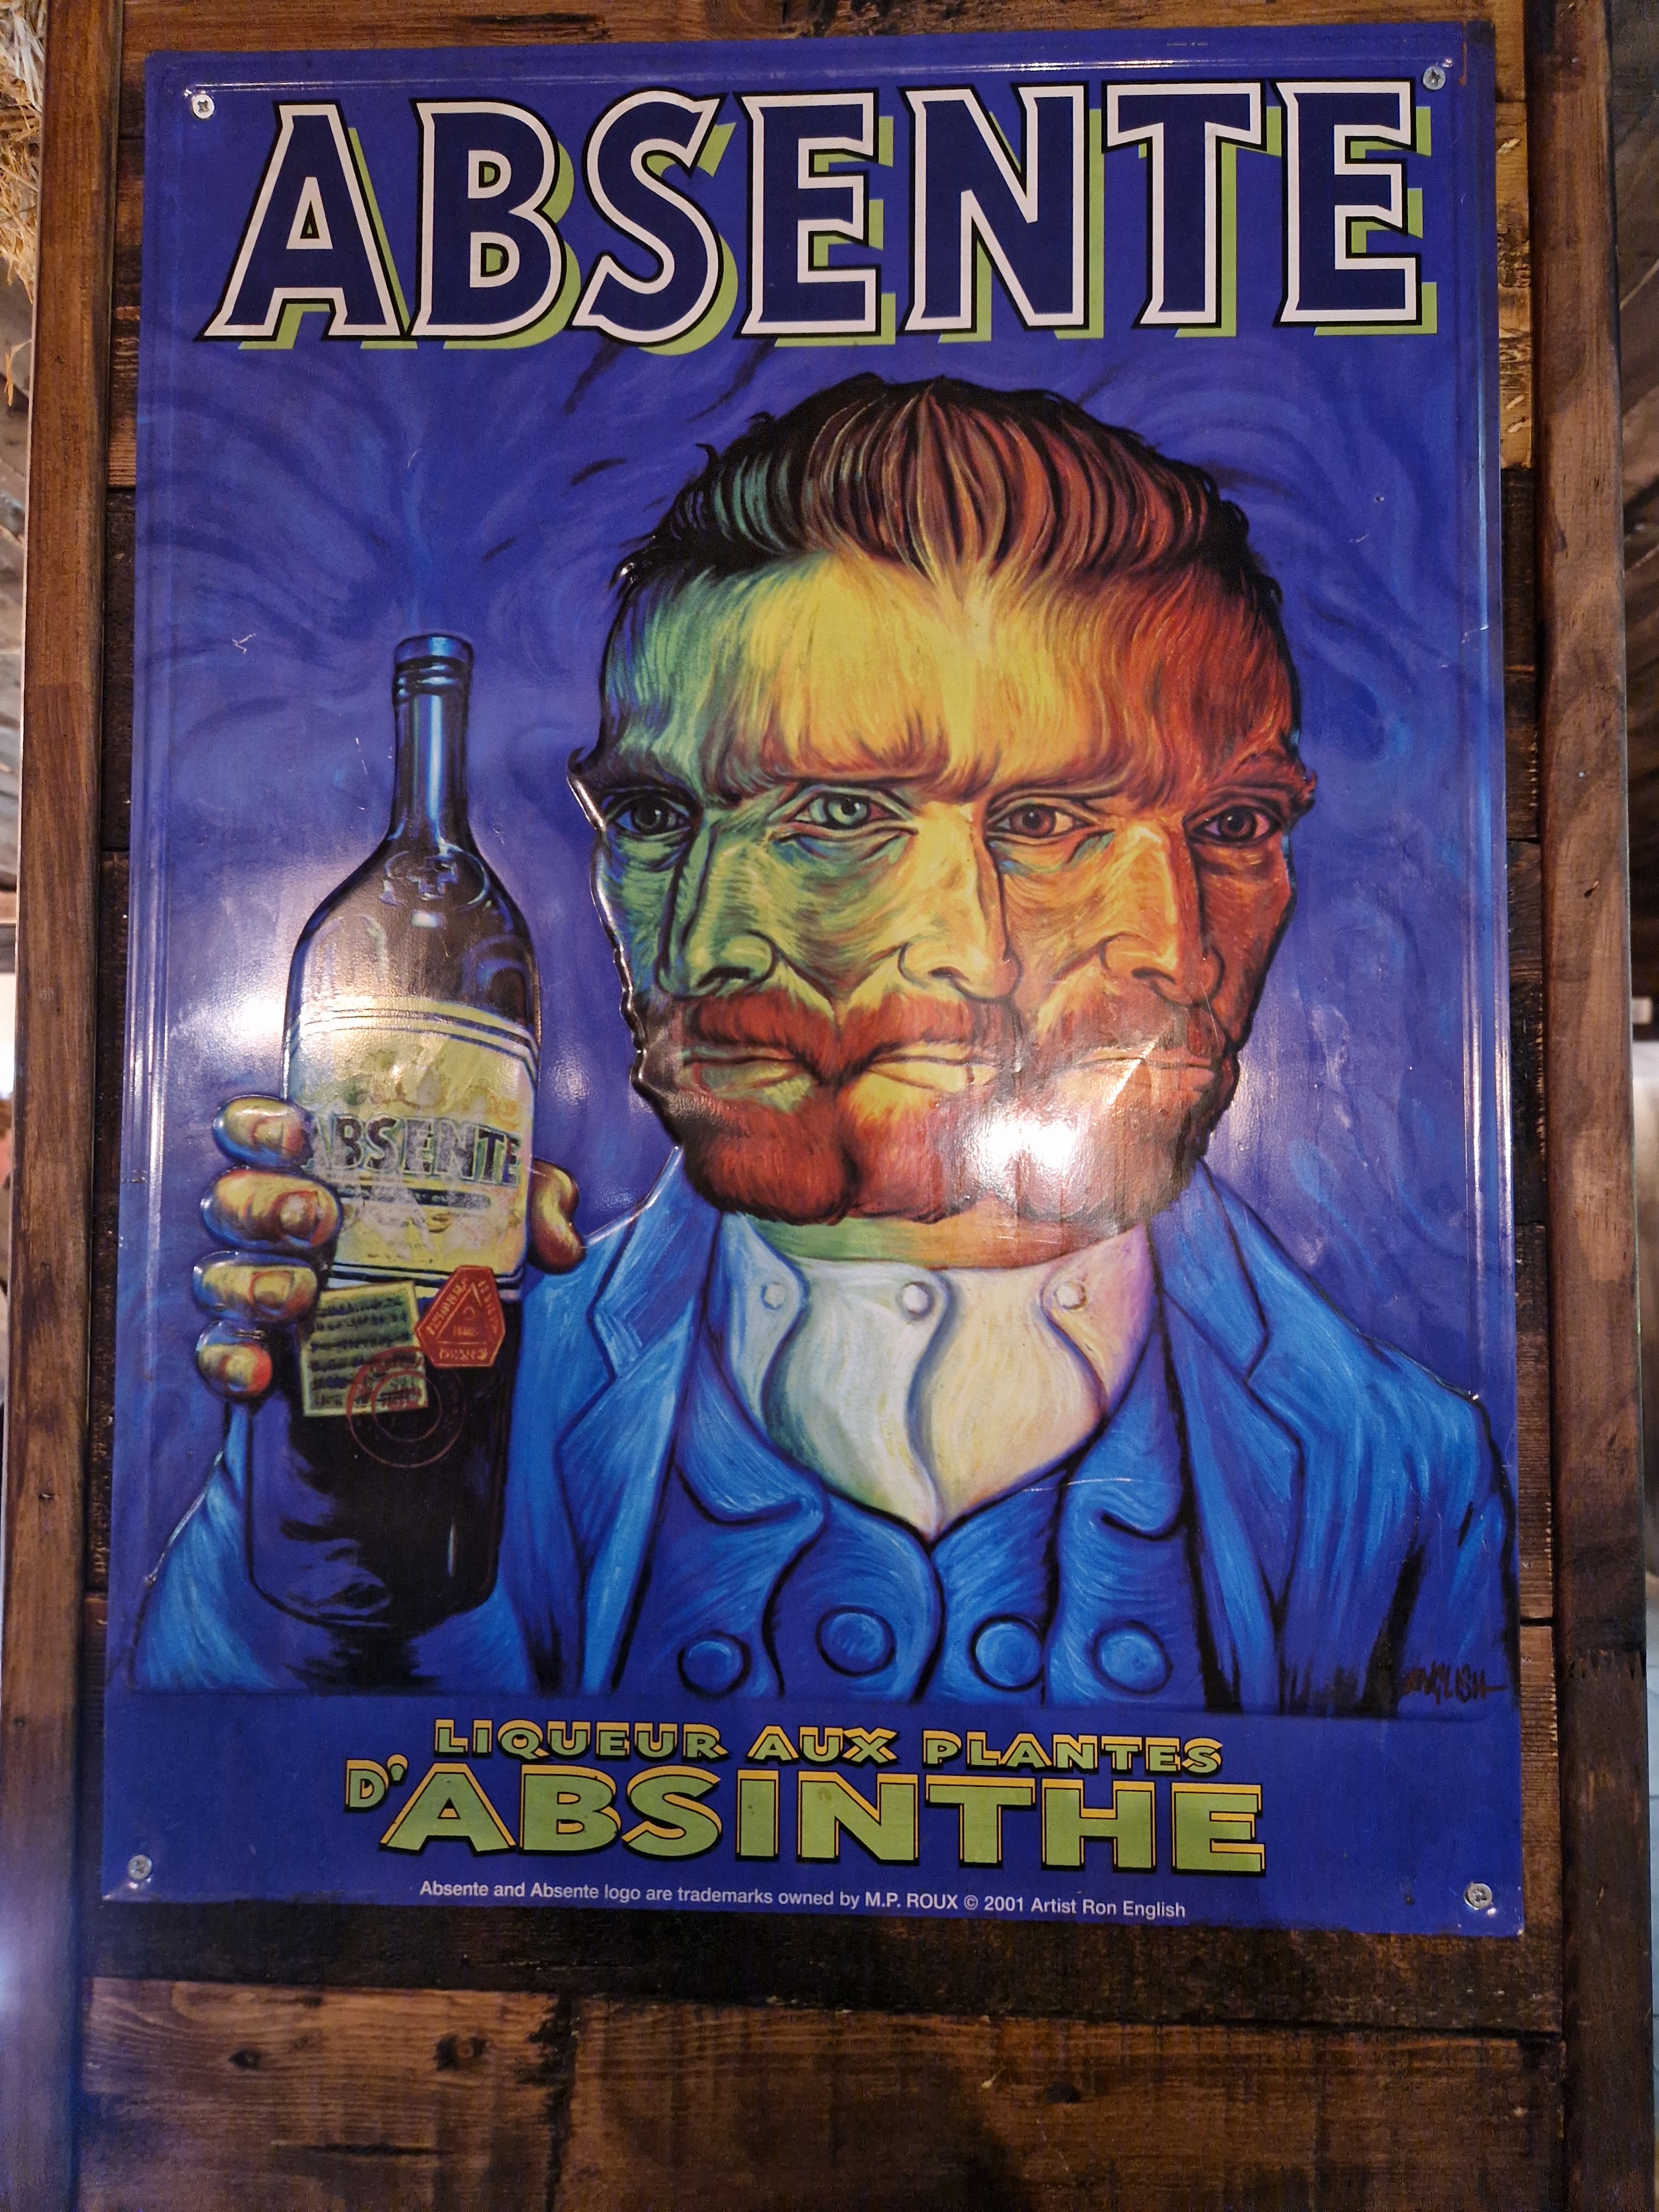 ABSENTE
ABSENTE
ENGLISH
LIQUEUR AUX PLANTES
D'ABSINTHE
Absente and Absente logo are trademarks owned by M.P. ROUX © 2001 Artist Ron English